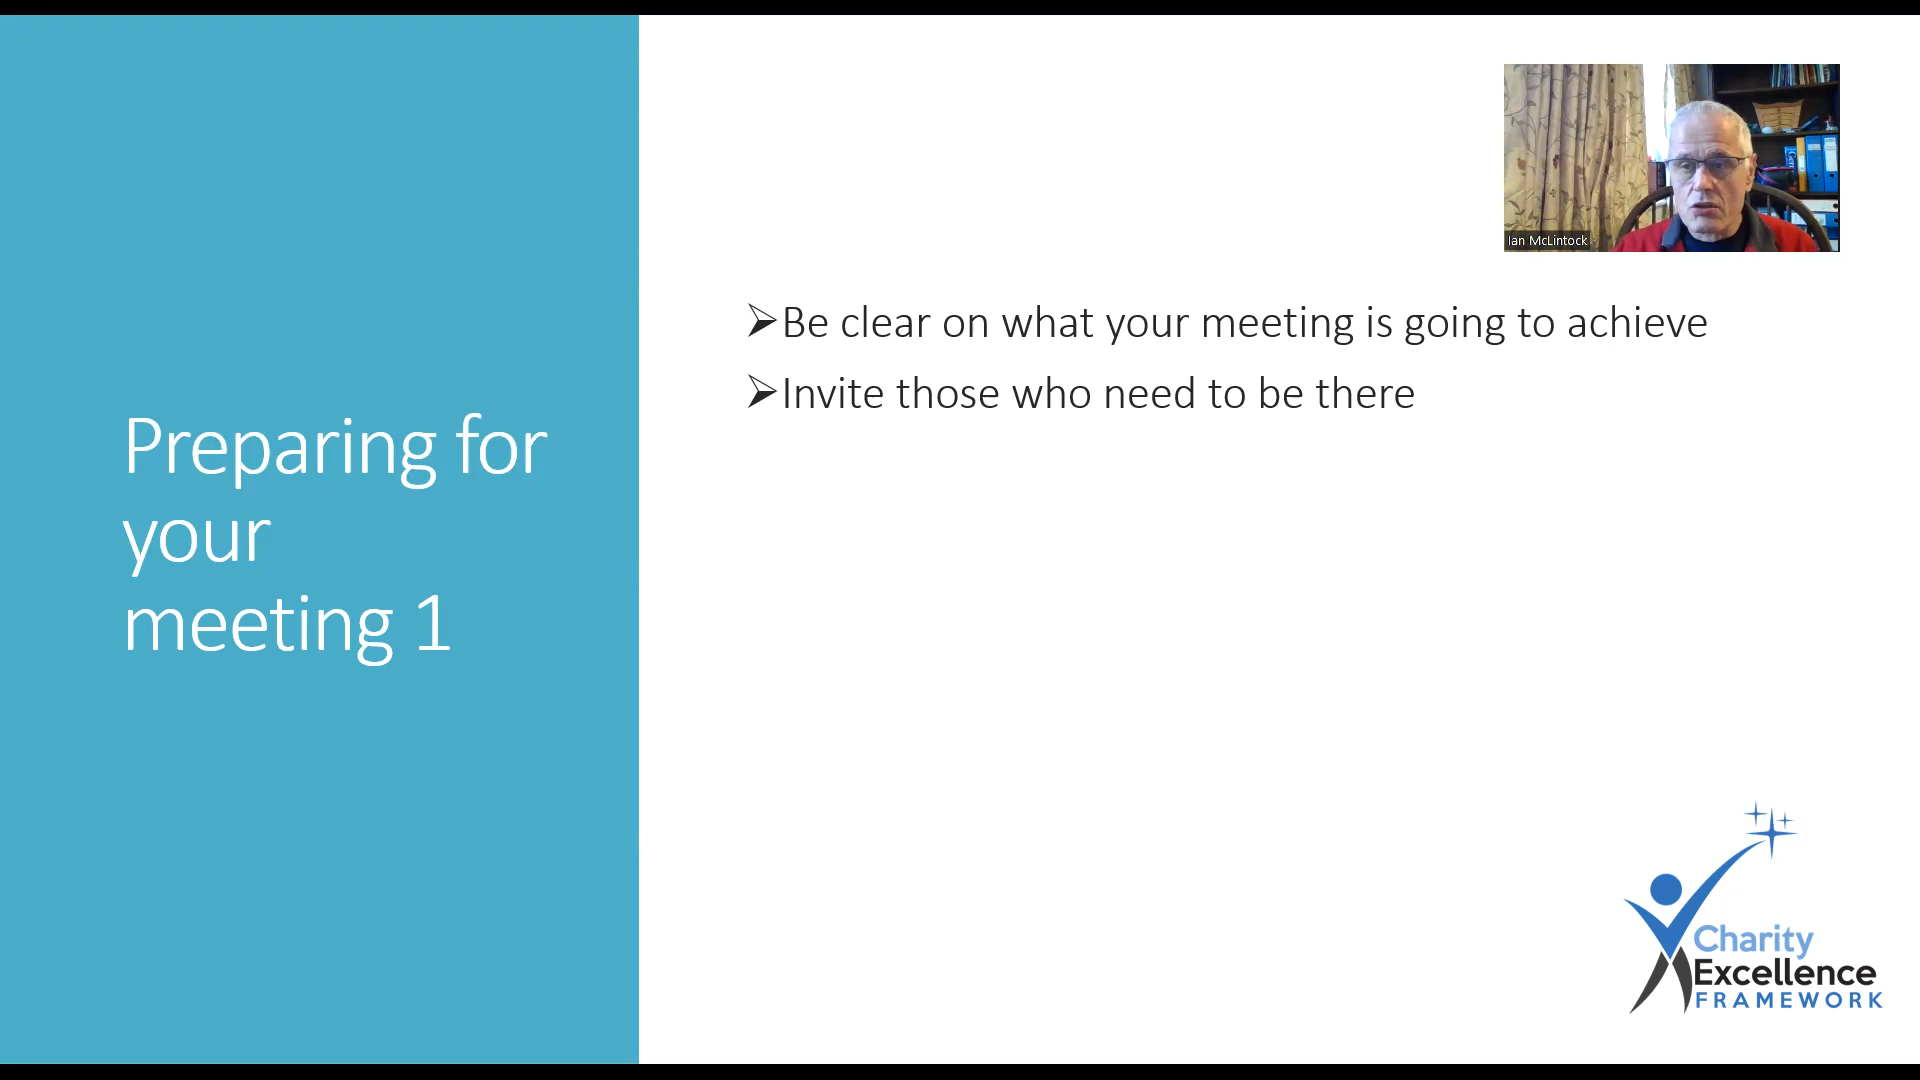 Preparing for
your
meeting 1
Ian McLintock
➢Be clear on what your meeting is going to achieve
➢Invite those who need to be there
Charity
Excellence
FRAMEWORK